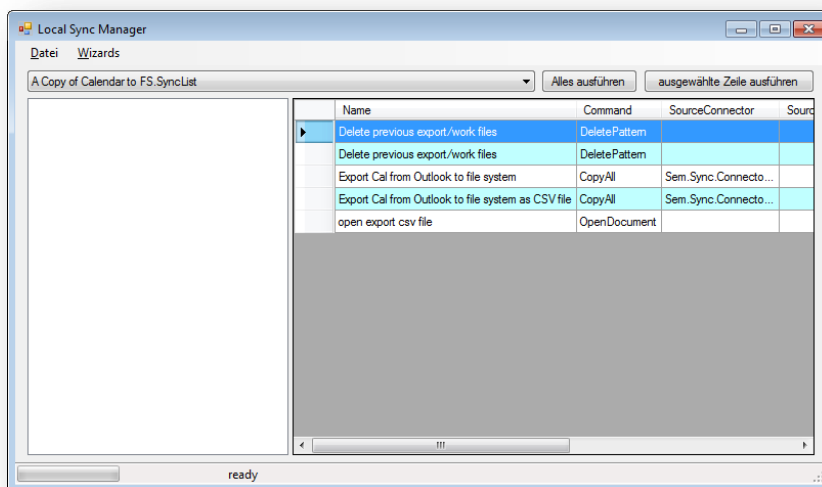 Local Sync Manager
Datei Wizards
A Copy of Calendar to FS.SyncList Alles ausführen ausgewählte Zeile ausführen
Name Command SourceConnector Sourc
Delete previous export/work files DeletePattern
Delete previous export/work files DeletePattern
Export Cal from Outlook to file system CopyAll Sem.Sync.Connecto...
Export Cal from Outlook to file system as CSV file CopyAll Sem.Sync.Connecto...
open export csv file OpenDocument
ready